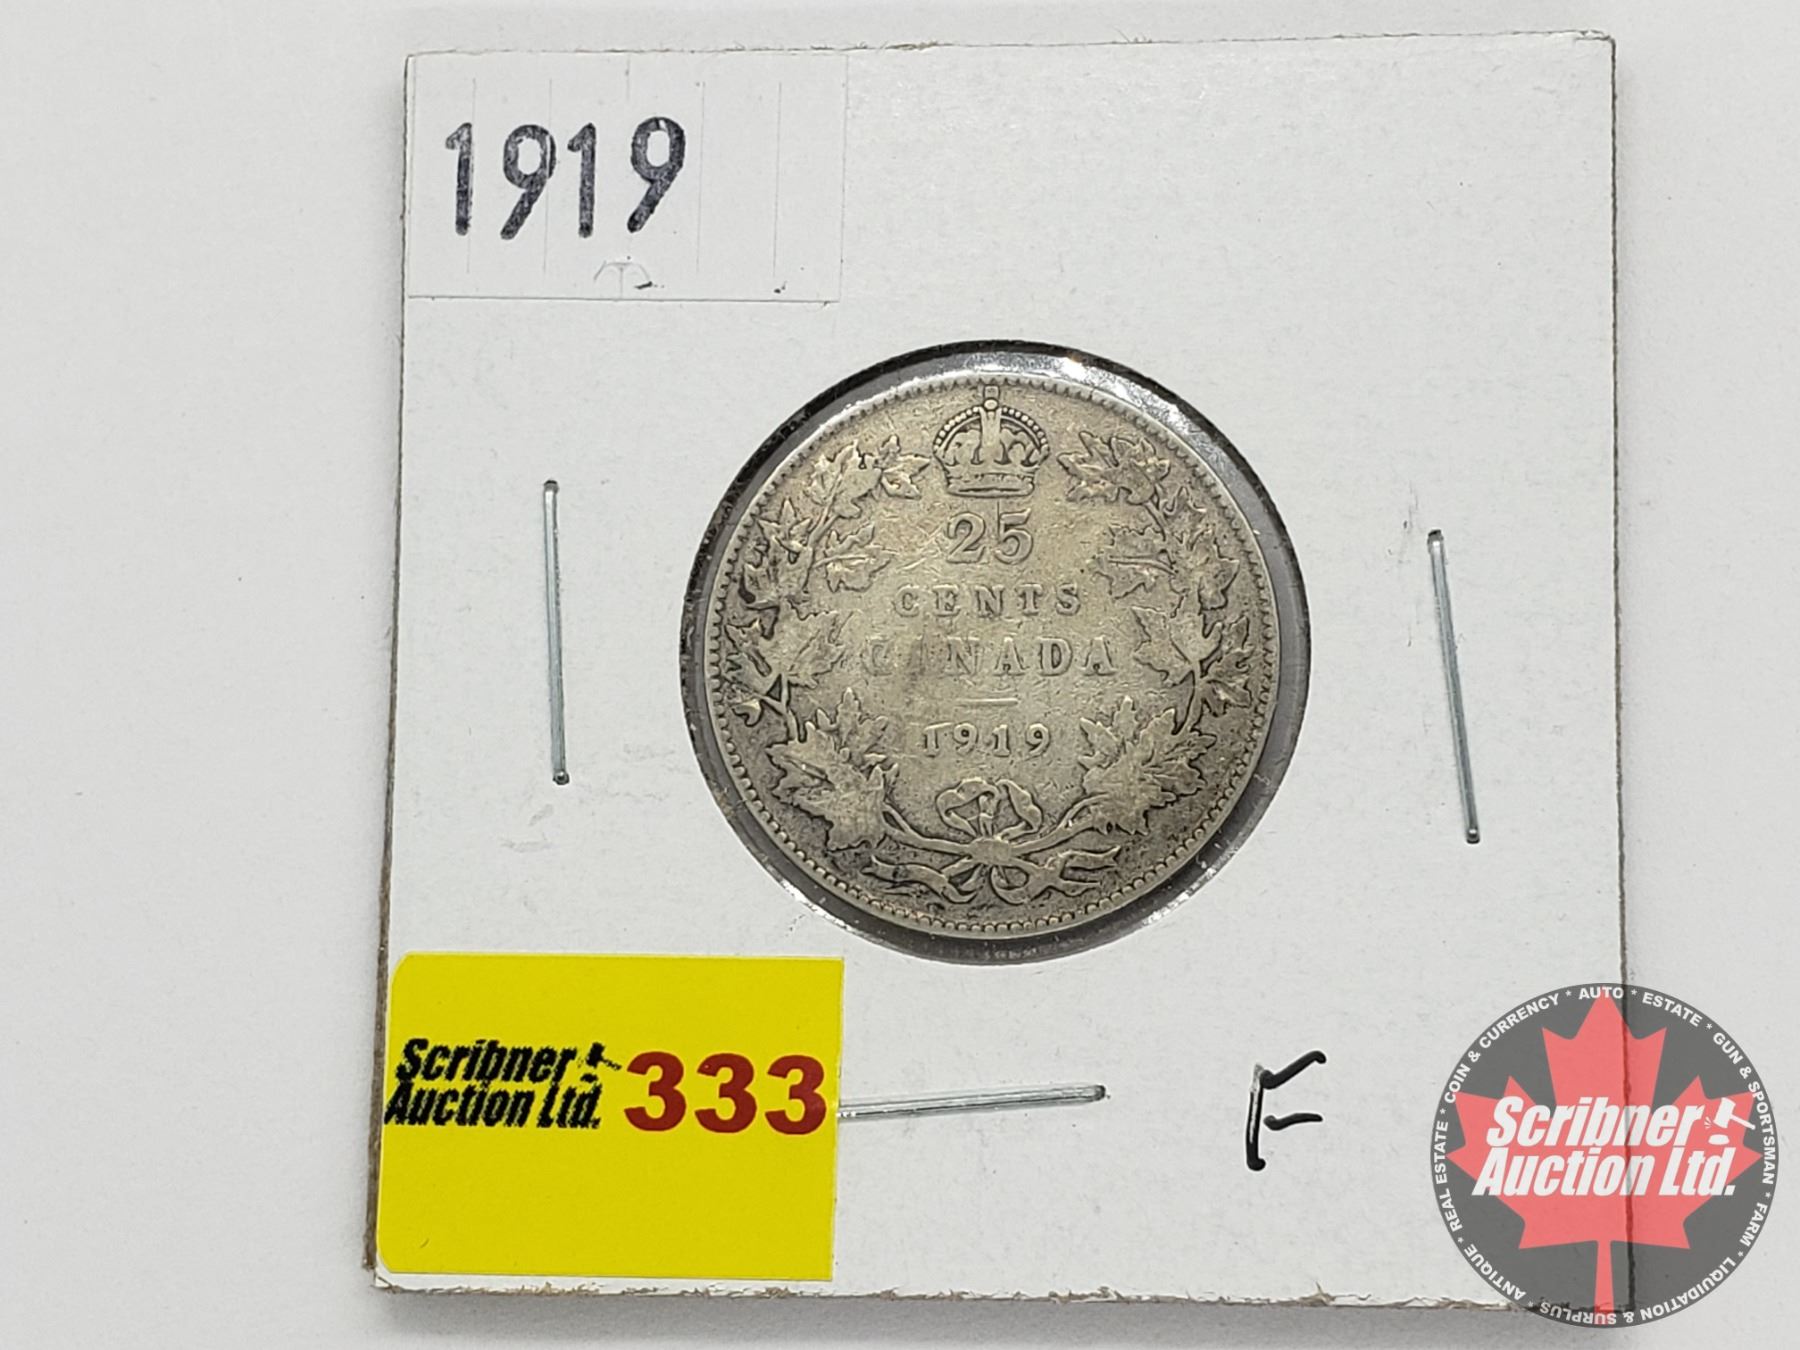 1919
25
CENTS
CANADA
1919
Scribner
Auction Ltd.
333
F
COIN & CURRENCY * AUTO * ESTATE * GUN & SPORTSMAN * FARM * LIQUIDATION & SURPLUS * ANTIQUE * REAL ESTATE *
Scribner
Auction Ltd.